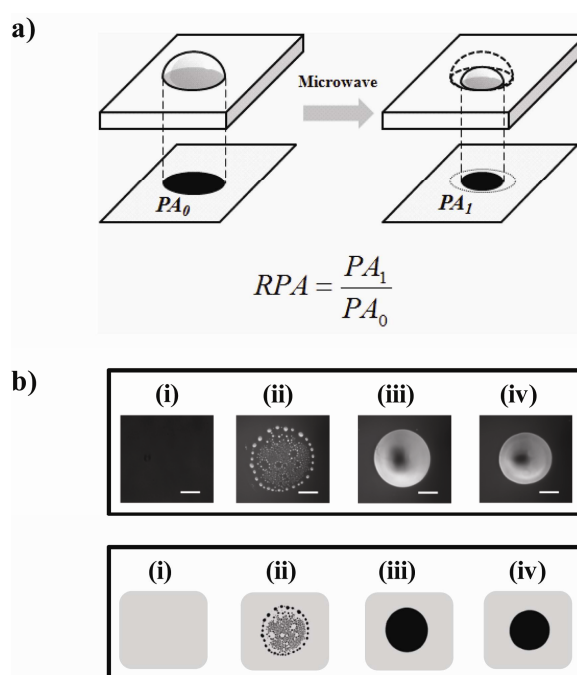 a)
Microwave
PA0
PA1
RPA = PA1 / PA0
b)
(i) (ii) (iii) (iv)
(i) (ii) (iii) (iv)